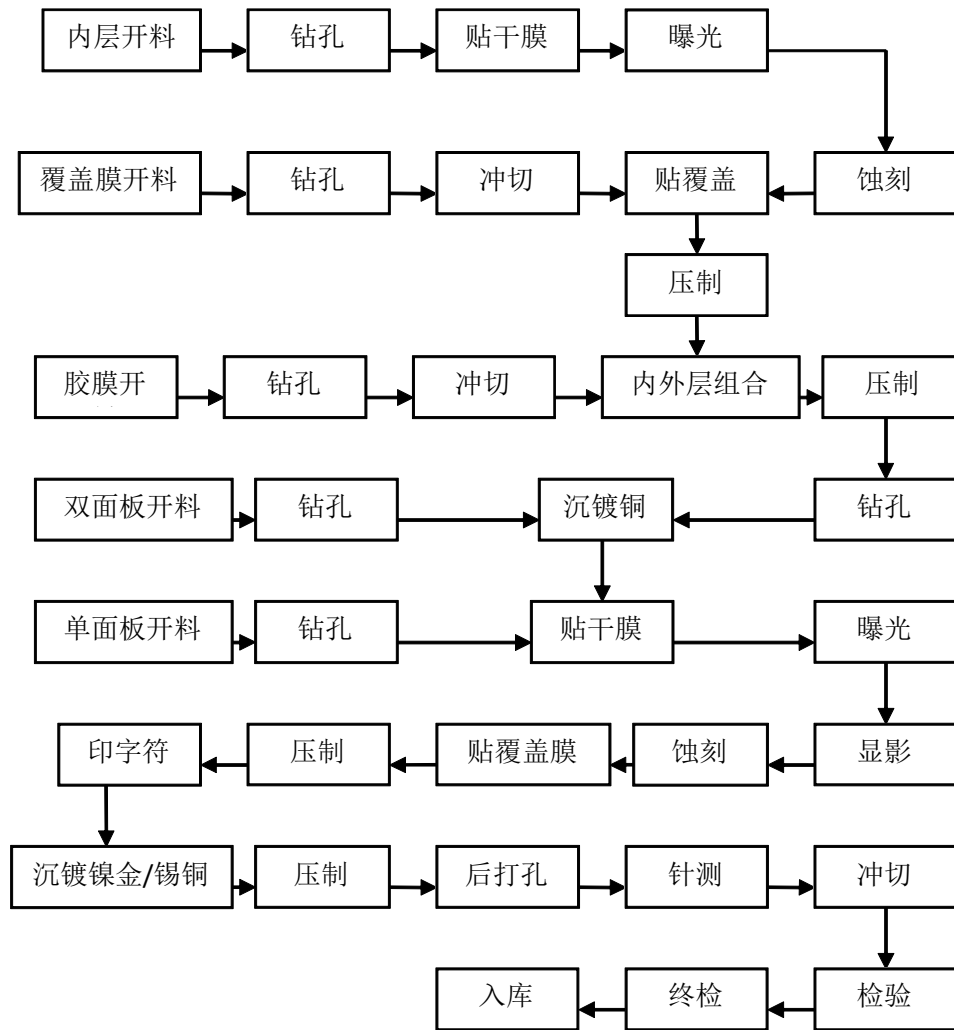 内层开料
钻孔
贴干膜
曝光
覆盖膜开料
钻孔
冲切
贴覆盖
蚀刻
压制
胶膜开
钻孔
冲切
内外层组合
压制
双面板开料
钻孔
沉镀铜
钻孔
单面板开料
钻孔
贴干膜
曝光
印字符
压制
贴覆盖膜
蚀刻
显影
沉镀镍金/锡铜
压制
后打孔
针测
冲切
入库
终检
检验